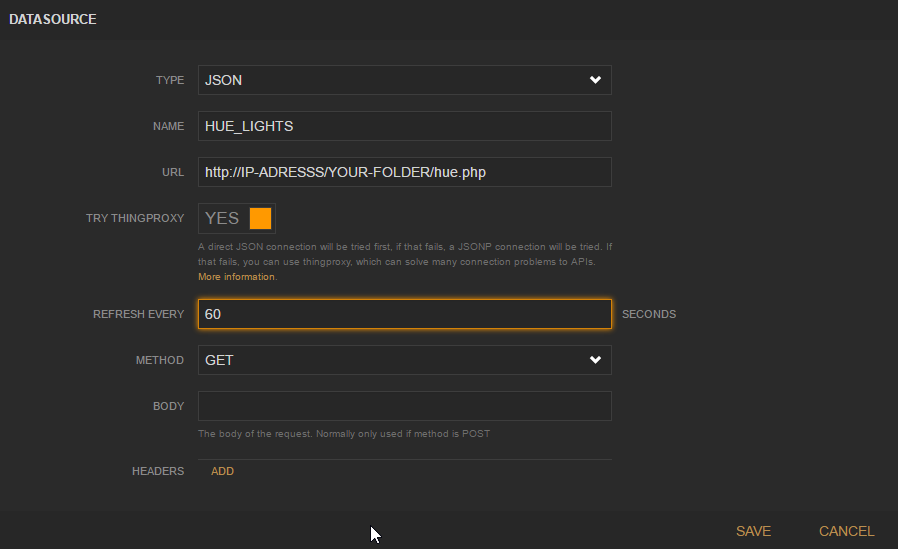 DATASOURCE
TYPE JSON
NAME HUE_LIGHTS
URL http://IP-ADRESSS/YOUR-FOLDER/hue.php
TRY THINGPROXY YES
A direct JSON connection will be tried first, if that fails, a JSONP connection will be tried. If
that fails, you can use thingproxy, which can solve many connection problems to APIs.
More information.
REFRESH EVERY 60 SECONDS
METHOD GET
BODY
The body of the request. Normally only used if method is POST
HEADERS ADD
SAVE CANCEL